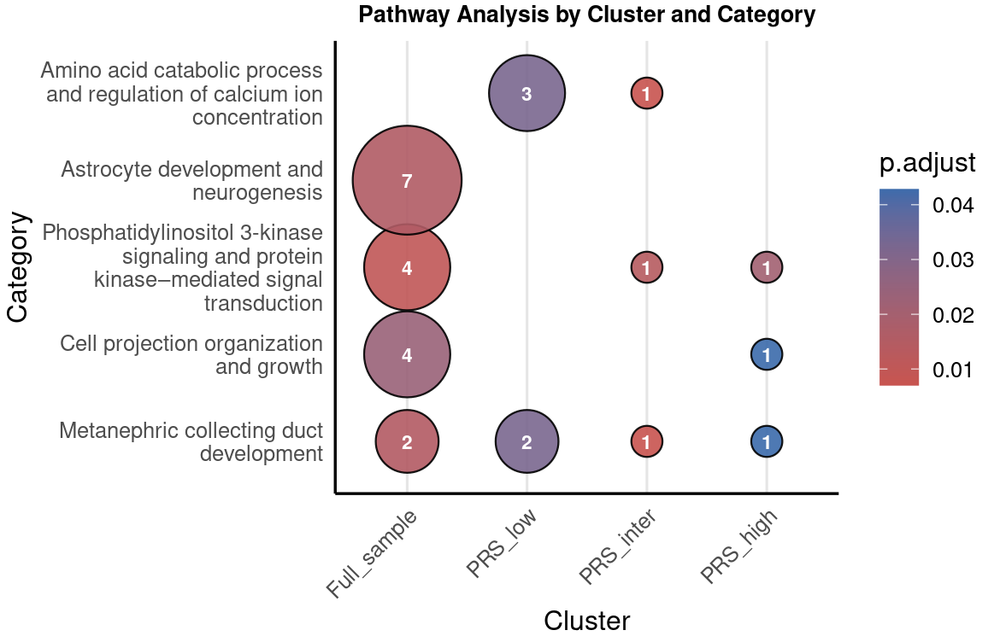 Pathway Analysis by Cluster and Category
Amino acid catabolic process
and regulation of calcium ion
concentration
Astrocyte development and
neurogenesis
Phosphatidylinositol 3-kinase
signaling and protein
kinase−mediated signal
transduction
Cell projection organization
and growth
Metanephric collecting duct
development
Category
3
1
7
4
1
1
4
1
2
2
1
1
Full_sample
PRS_low
PRS_inter
PRS_high
Cluster
p.adjust
0.04
0.03
0.02
0.01